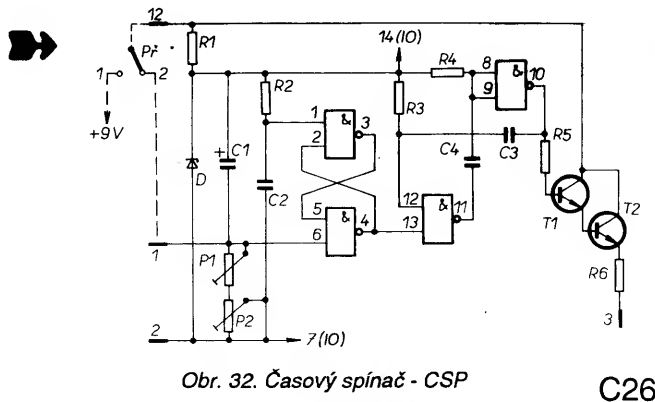 12
Př
1
2
+9V
R1
14(IO)
R4
8
&
10
9
R2
R3
1
&
3
2
+
C1
C4
C3
R5
D
C2
12
&
11
13
T1
T2
5
&
4
6
1
P1
R6
P2
2
7(IO)
3
Obr. 32. Časový spínač - CSP
C26